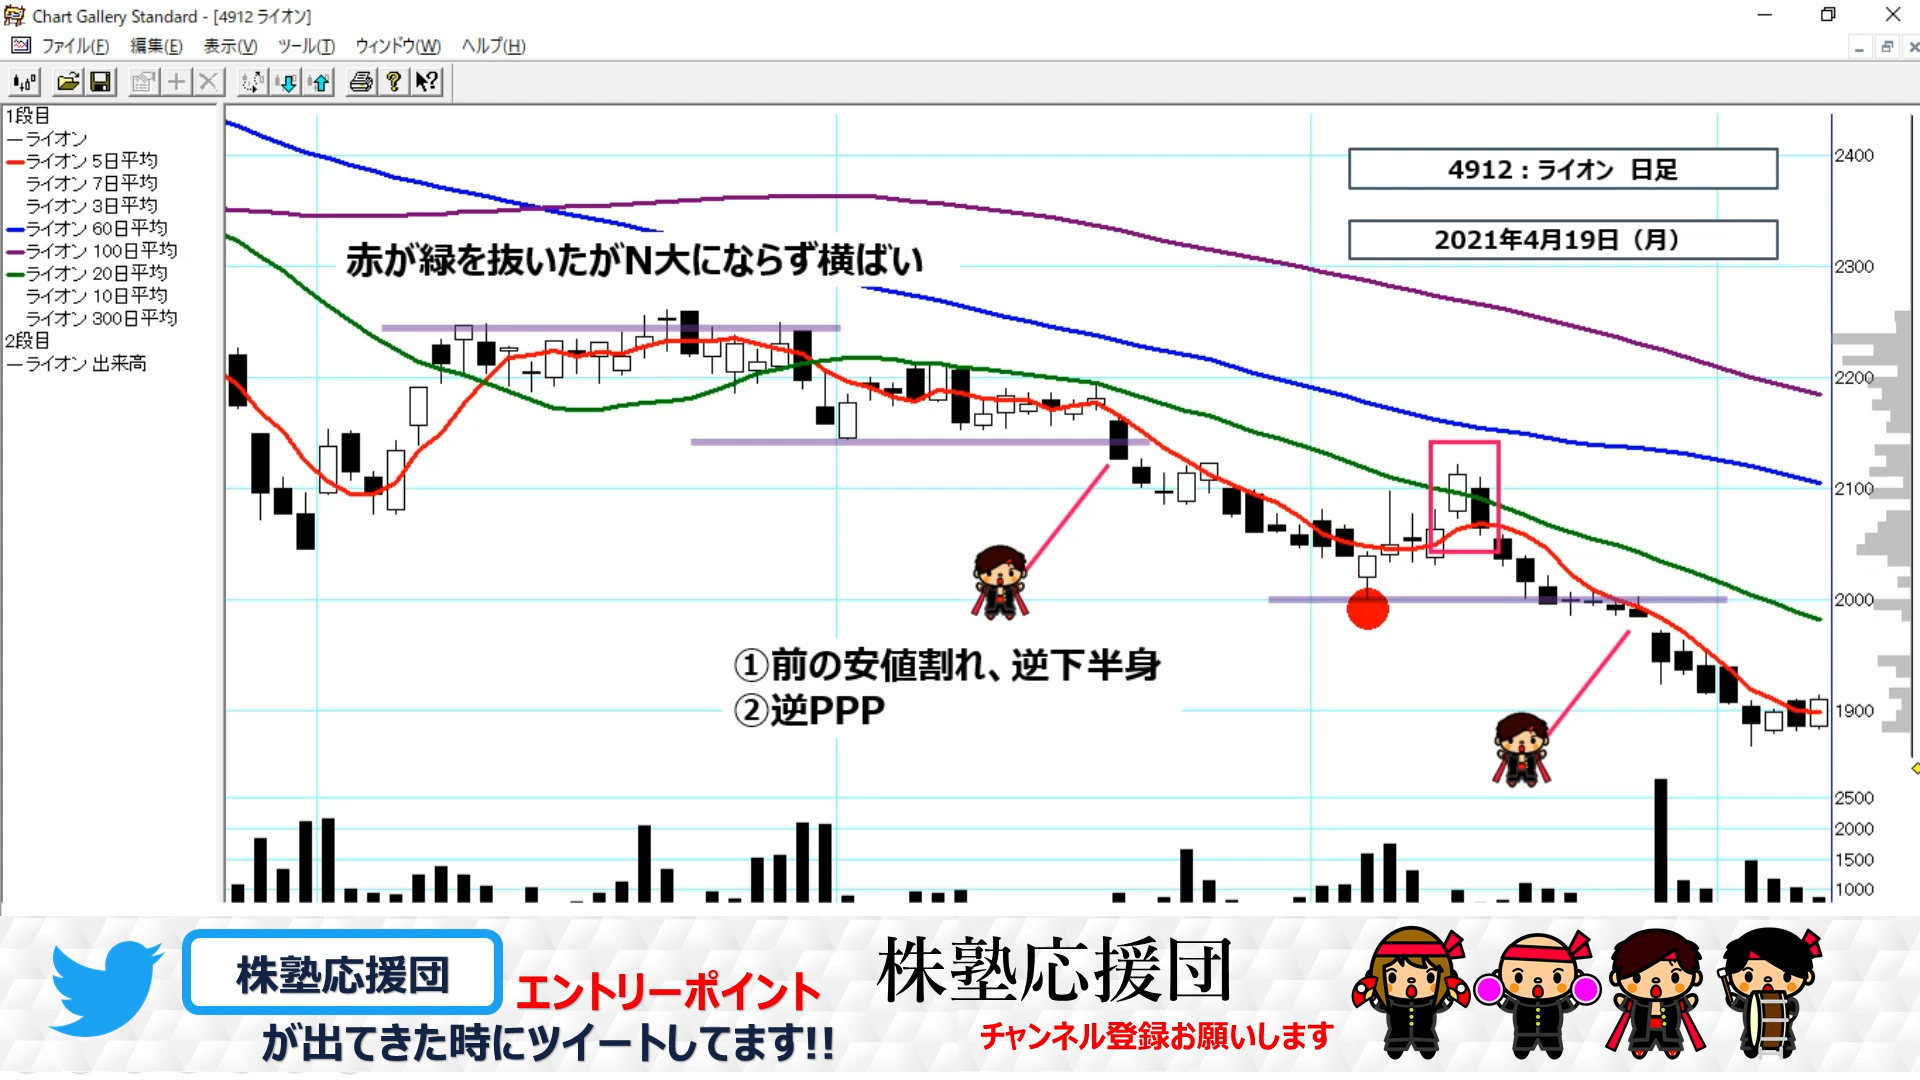 Chart Gallery Standard - [4912 ライオン]
ファイル(F) 編集(E) 表示(V) ツール(T) ウィンドウ(W) ヘルプ(H)
1段目
ライオン
ライオン 5日平均
ライオン 7日平均
ライオン 3日平均
ライオン 60日平均
ライオン 100日平均
ライオン 20日平均
ライオン 10日平均
ライオン 300日平均
2段目
ライオン 出来高
4912：ライオン 日足
2021年4月19日（月）
赤が緑を抜いたがN大にならず横ばい
①前の安値割れ、逆下半身
②逆PPP
2400
2300
2200
2100
2000
1900
2500
2000
1500
1000
株塾応援団
エントリーポイント
が出てきた時にツイートしてます!!
株塾応援団
チャンネル登録お願いします